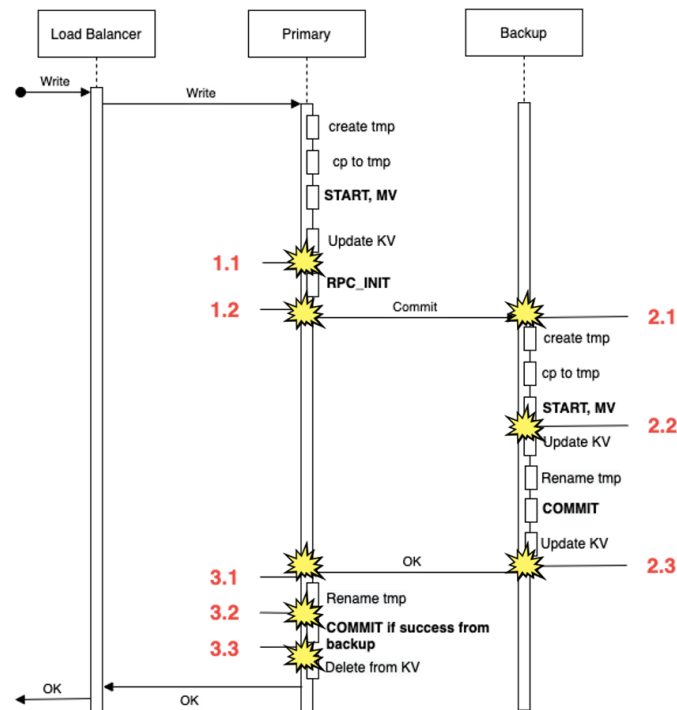 Load Balancer
Primary
Backup
Write
Write
create tmp
cp to tmp
START, MV
Update KV
1.1
RPC_INIT
1.2
Commit
2.1
create tmp
cp to tmp
START, MV
2.2
Update KV
Rename tmp
COMMIT
Update KV
OK
2.3
3.1
Rename tmp
3.2
COMMIT if success from
backup
3.3
Delete from KV
OK
OK